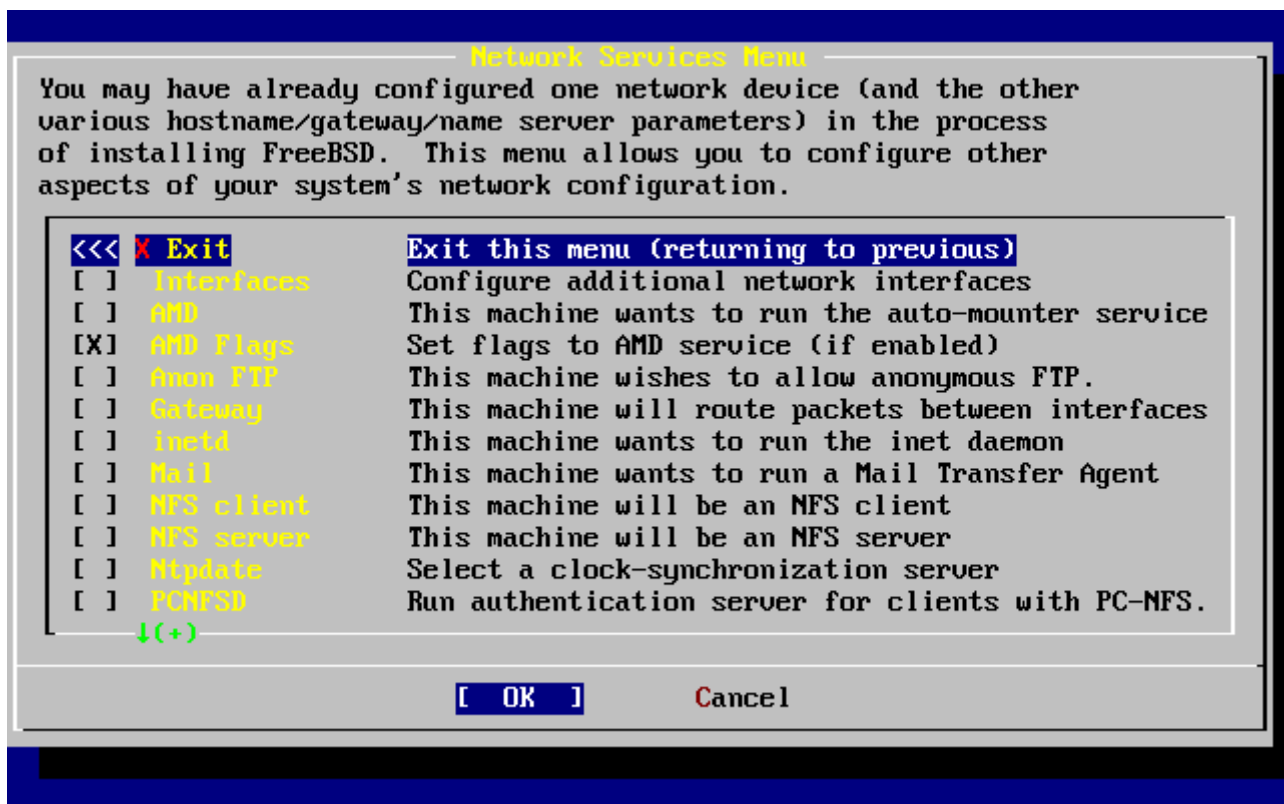 Network Services Menu
You may have already configured one network device (and the other
various hostname/gateway/name server parameters) in the process
of installing FreeBSD.  This menu allows you to configure other
aspects of your system's network configuration.
<<< X Exit Exit this menu (returning to previous)
[ ] Interfaces Configure additional network interfaces
[ ] AMD This machine wants to run the auto-mounter service
[X] AMD Flags Set flags to AMD service (if enabled)
[ ] Anon FTP This machine wishes to allow anonymous FTP.
[ ] Gateway This machine will route packets between interfaces
[ ] inetd This machine wants to run the inet daemon
[ ] Mail This machine wants to run a Mail Transfer Agent
[ ] NFS client This machine will be an NFS client
[ ] NFS server This machine will be an NFS server
[ ] Ntpdate Select a clock-synchronization server
[ ] PCNFSD Run authentication server for clients with PC-NFS.
↓(+)
[ OK ] Cancel